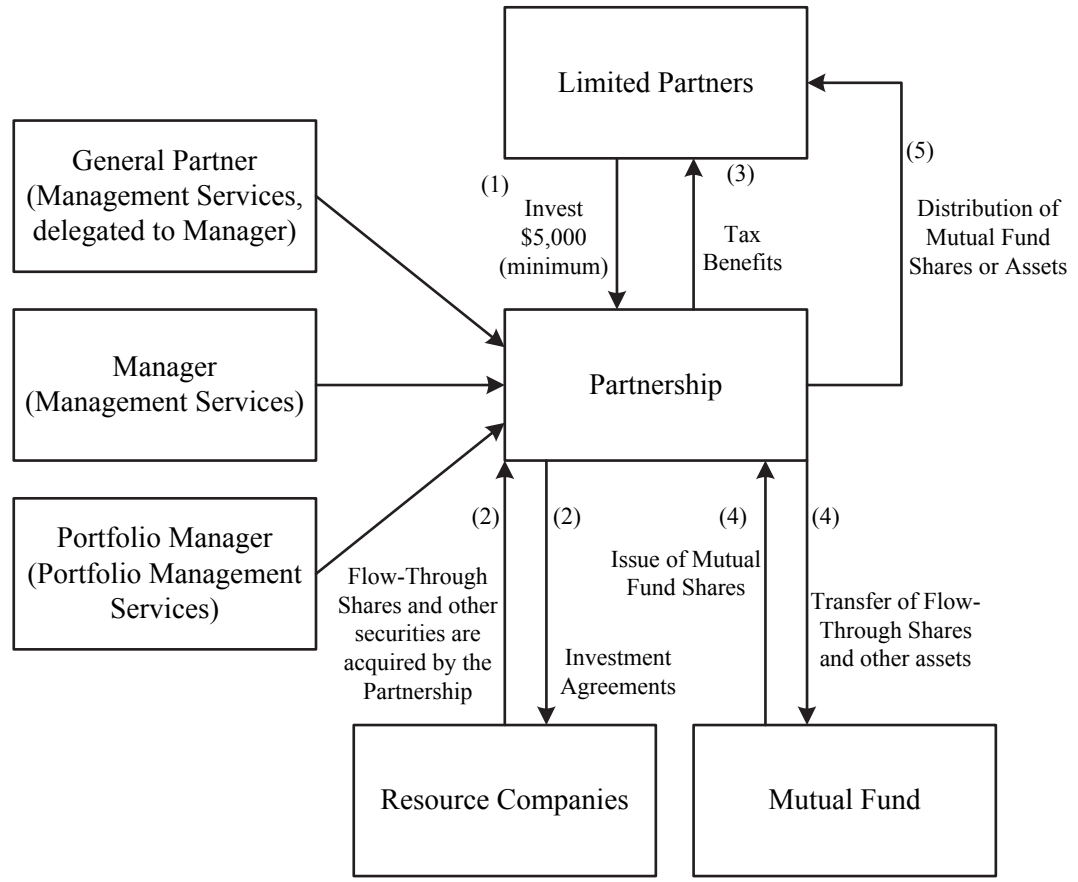 Limited Partners
General Partner
(Management Services,
delegated to Manager)
(1)
Invest
$5,000
(minimum)
(3)
Tax
Benefits
(5)
Distribution of
Mutual Fund
Shares or Assets
Manager
(Management Services)
Partnership
Portfolio Manager
(Portfolio Management
Services)
(2)
Flow-Through
Shares and other
securities are
acquired by the
Partnership
(2)
Investment
Agreements
(4)
Issue of Mutual
Fund Shares
(4)
Transfer of Flow-
Through Shares
and other assets
Resource Companies
Mutual Fund